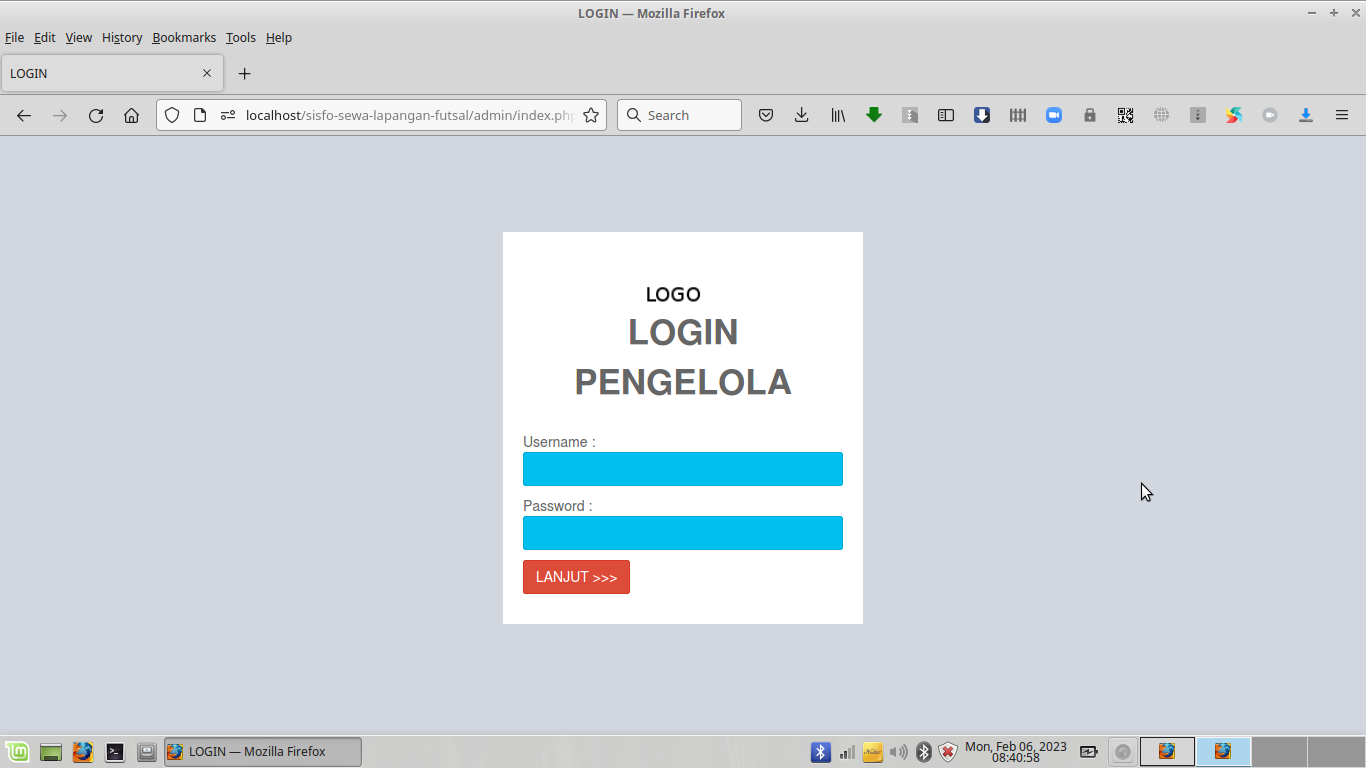 LOGIN — Mozilla Firefox
File Edit View History Bookmarks Tools Help
LOGIN
localhost/sisfo-sewa-lapangan-futsal/admin/index.php
Search
LOGO
LOGIN
PENGELOLA
Username :
Password :
LANJUT >>>
LOGIN — Mozilla Firefox
Mon, Feb 06, 2023
08:40:58